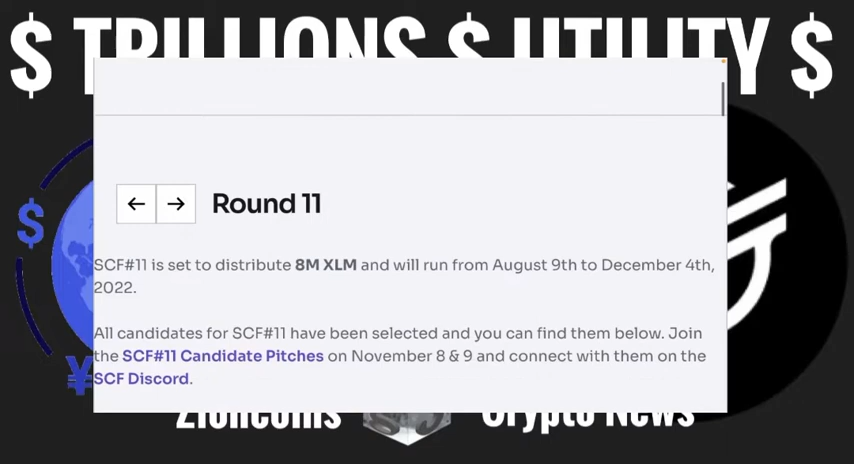 $ TRILLIONS $ UTILITY $
Round 11
SCF#11 is set to distribute 8M XLM and will run from August 9th to December 4th,
2022.
All candidates for SCF#11 have been selected and you can find them below. Join
the SCF#11 Candidate Pitches on November 8 & 9 and connect with them on the
SCF Discord.
$
¥
Zioncoins Crypto News